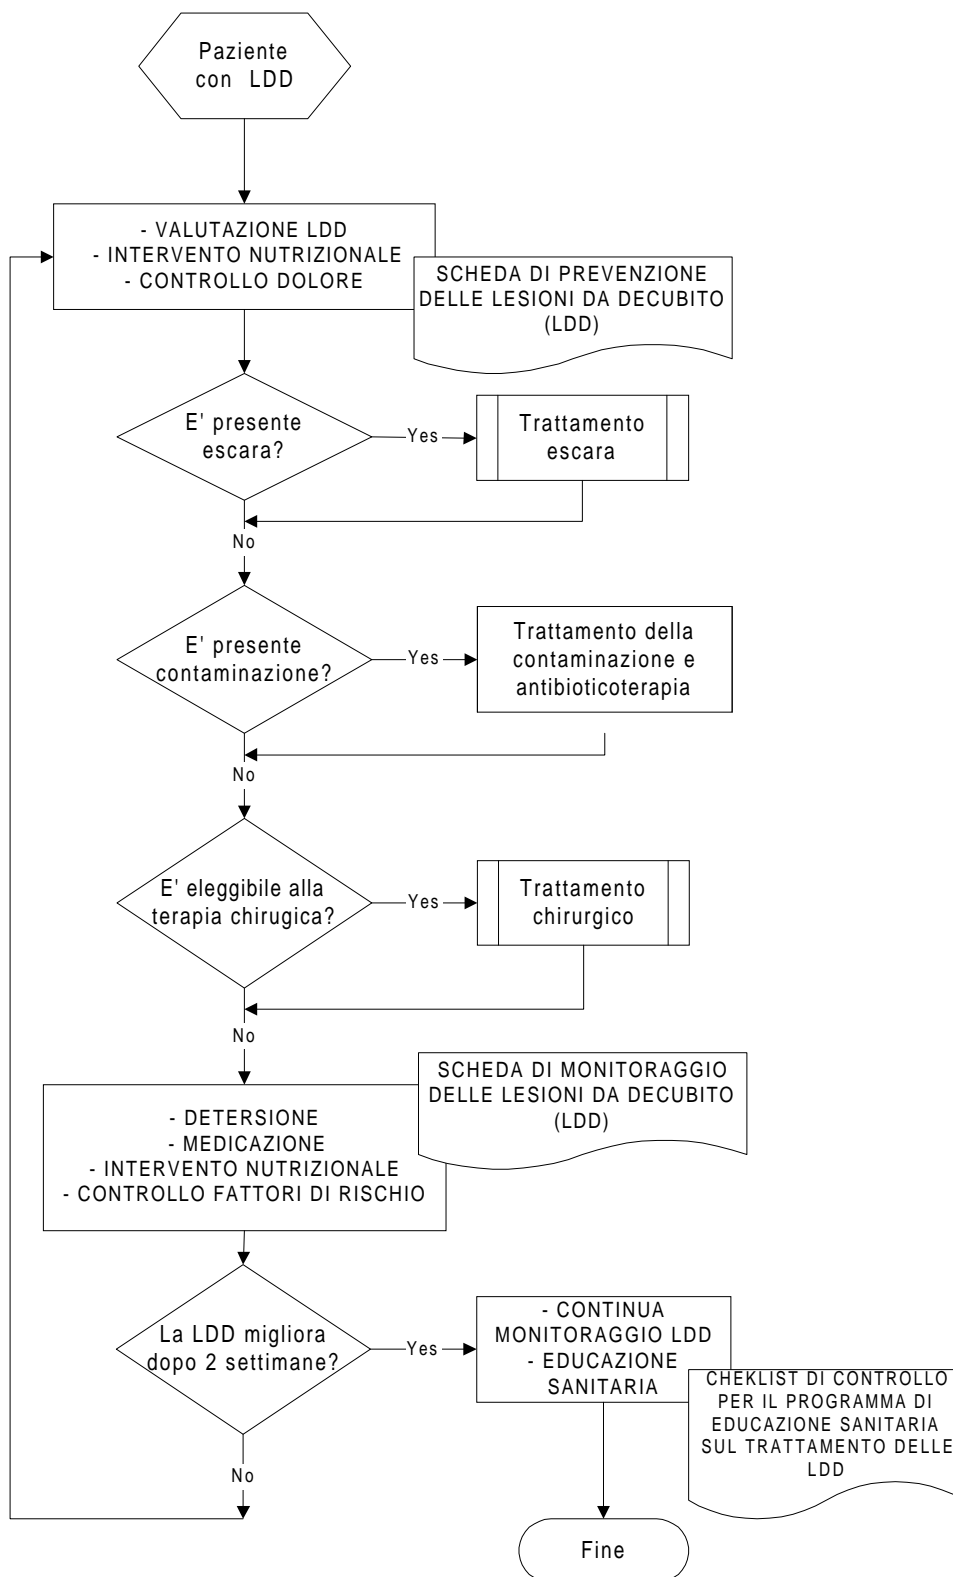 Paziente
con LDD
- VALUTAZIONE LDD
- INTERVENTO NUTRIZIONALE
- CONTROLLO DOLORE
SCHEDA DI PREVENZIONE
DELLE LESIONI DA DECUBITO
(LDD)
E' presente
escara?
Yes
Trattamento
escara
No
E' presente
contaminazione?
Yes
Trattamento della
contaminazione e
antibioticoterapia
No
E' eleggibile alla
terapia chirugica?
Yes
Trattamento
chirurgico
No
SCHEDA DI MONITORAGGIO
DELLE LESIONI DA DECUBITO
(LDD)
- DETERSIONE
- MEDICAZIONE
- INTERVENTO NUTRIZIONALE
- CONTROLLO FATTORI DI RISCHIO
La LDD migliora
dopo 2 settimane?
Yes
- CONTINUA
MONITORAGGIO LDD
- EDUCAZIONE
SANITARIA
CHEKLIST DI CONTROLLO
PER IL PROGRAMMA DI
EDUCAZIONE SANITARIA
SUL TRATTAMENTO DELLE
LDD
No
Fine